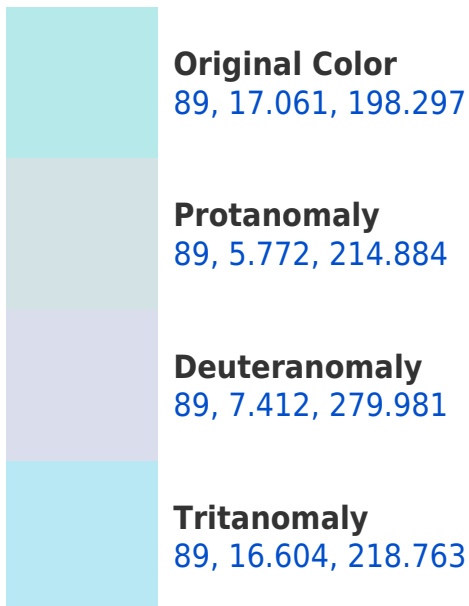 Original Color
89, 17.061, 198.297
Protanomaly
89, 5.772, 214.884
Deuteranomaly
89, 7.412, 279.981
Tritanomaly
89, 16.604, 218.763